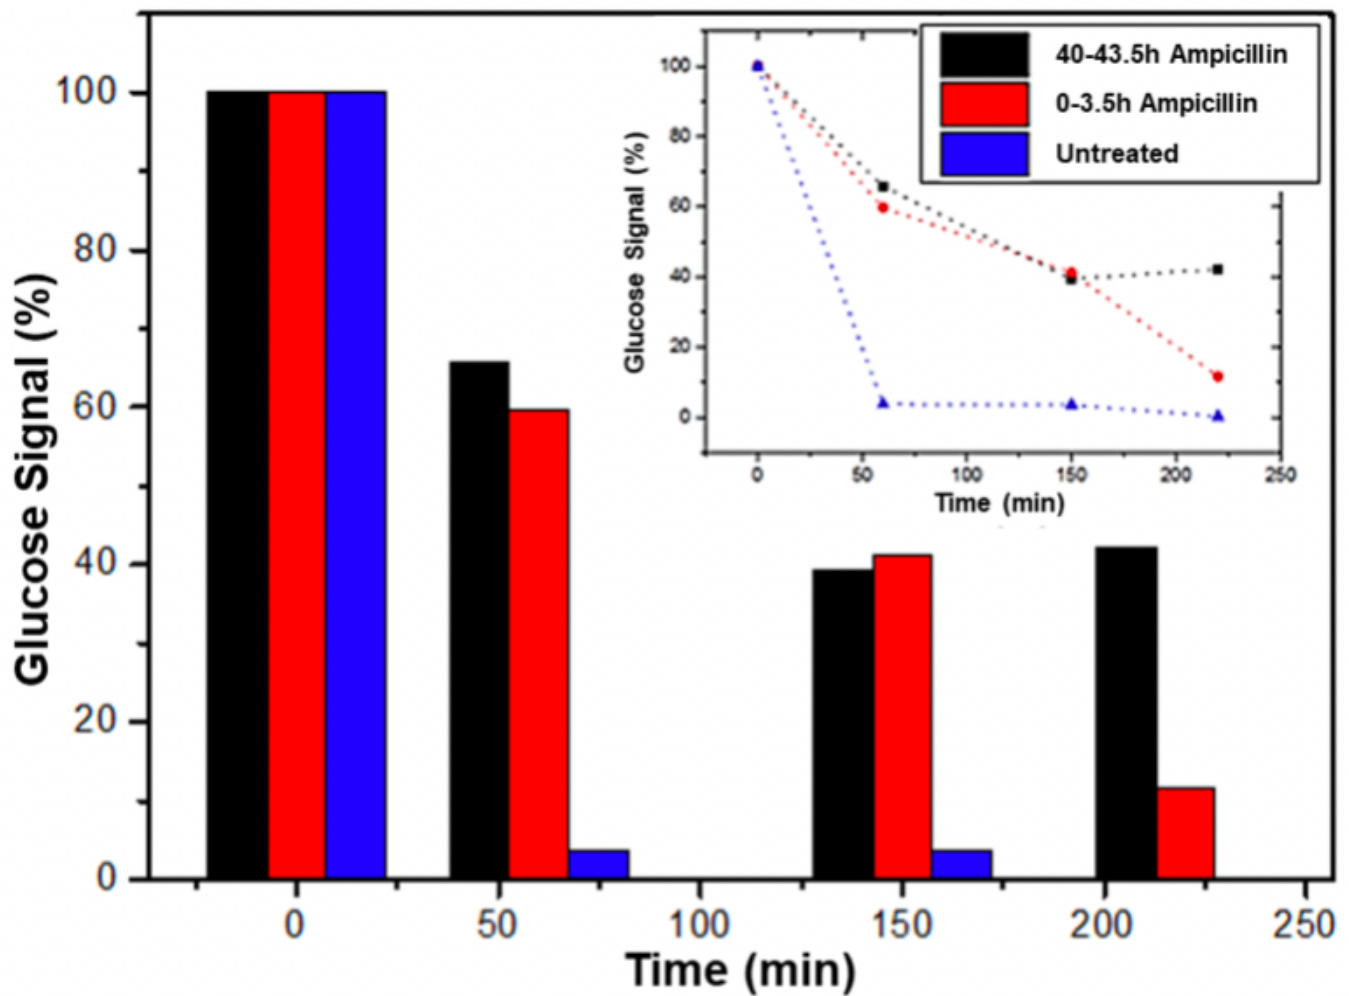 100
80
60
40
20
0
Glucose Signal (%)
0 50 100 150 200 250
Time (min)
100
80
60
40
20
0
Glucose Signal (%)
0 50 100 150 200 250
Time (min)
40-43.5h Ampicillin
0-3.5h Ampicillin
Untreated